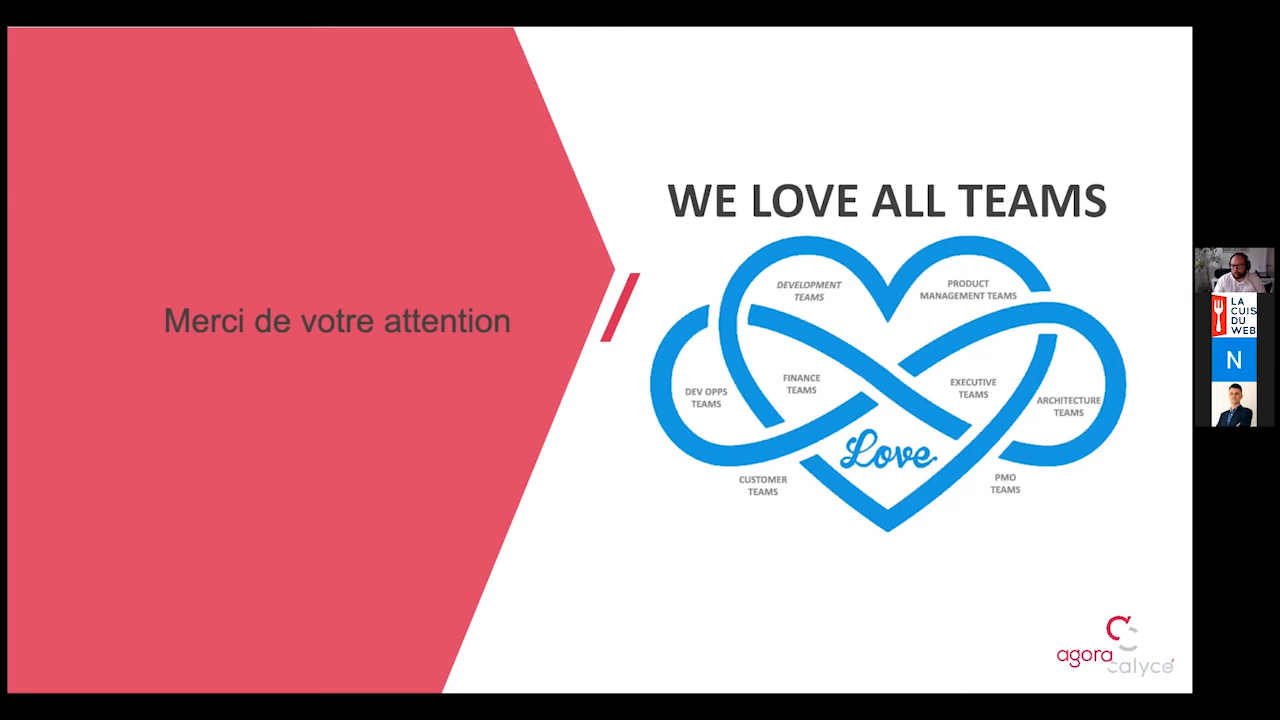 Merci de votre attention
WE LOVE ALL TEAMS
DEVELOPMENT
TEAMS
PRODUCT
MANAGEMENT TEAMS
DEV OPPS
TEAMS
FINANCE
TEAMS
EXECUTIVE
TEAMS
ARCHITECTURE
TEAMS
Love
CUSTOMER
TEAMS
PMO
TEAMS
agora
calyce
LA
CUIS
DU
WEB
N